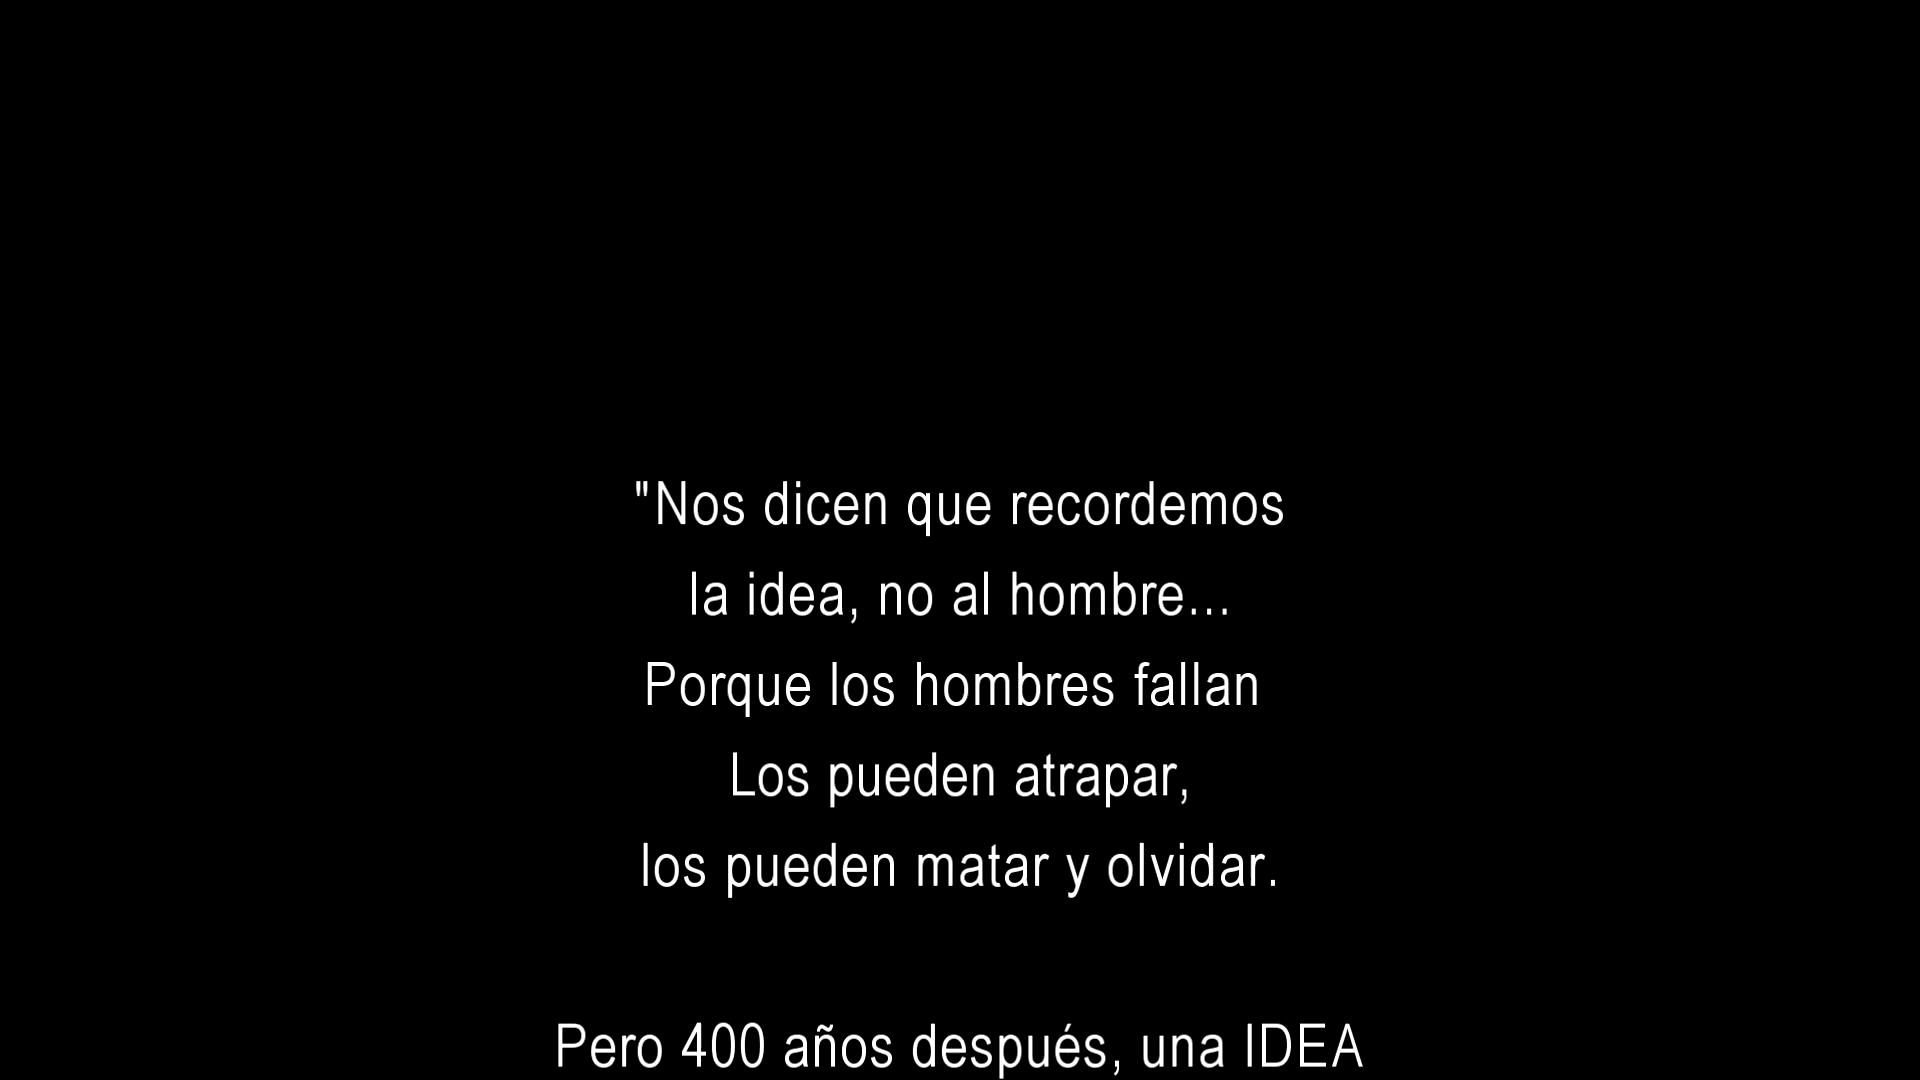 "Nos dicen que recordemos
la idea, no al hombre...
Porque los hombres fallan
Los pueden atrapar,
los pueden matar y olvidar.
Pero 400 años después, una IDEA